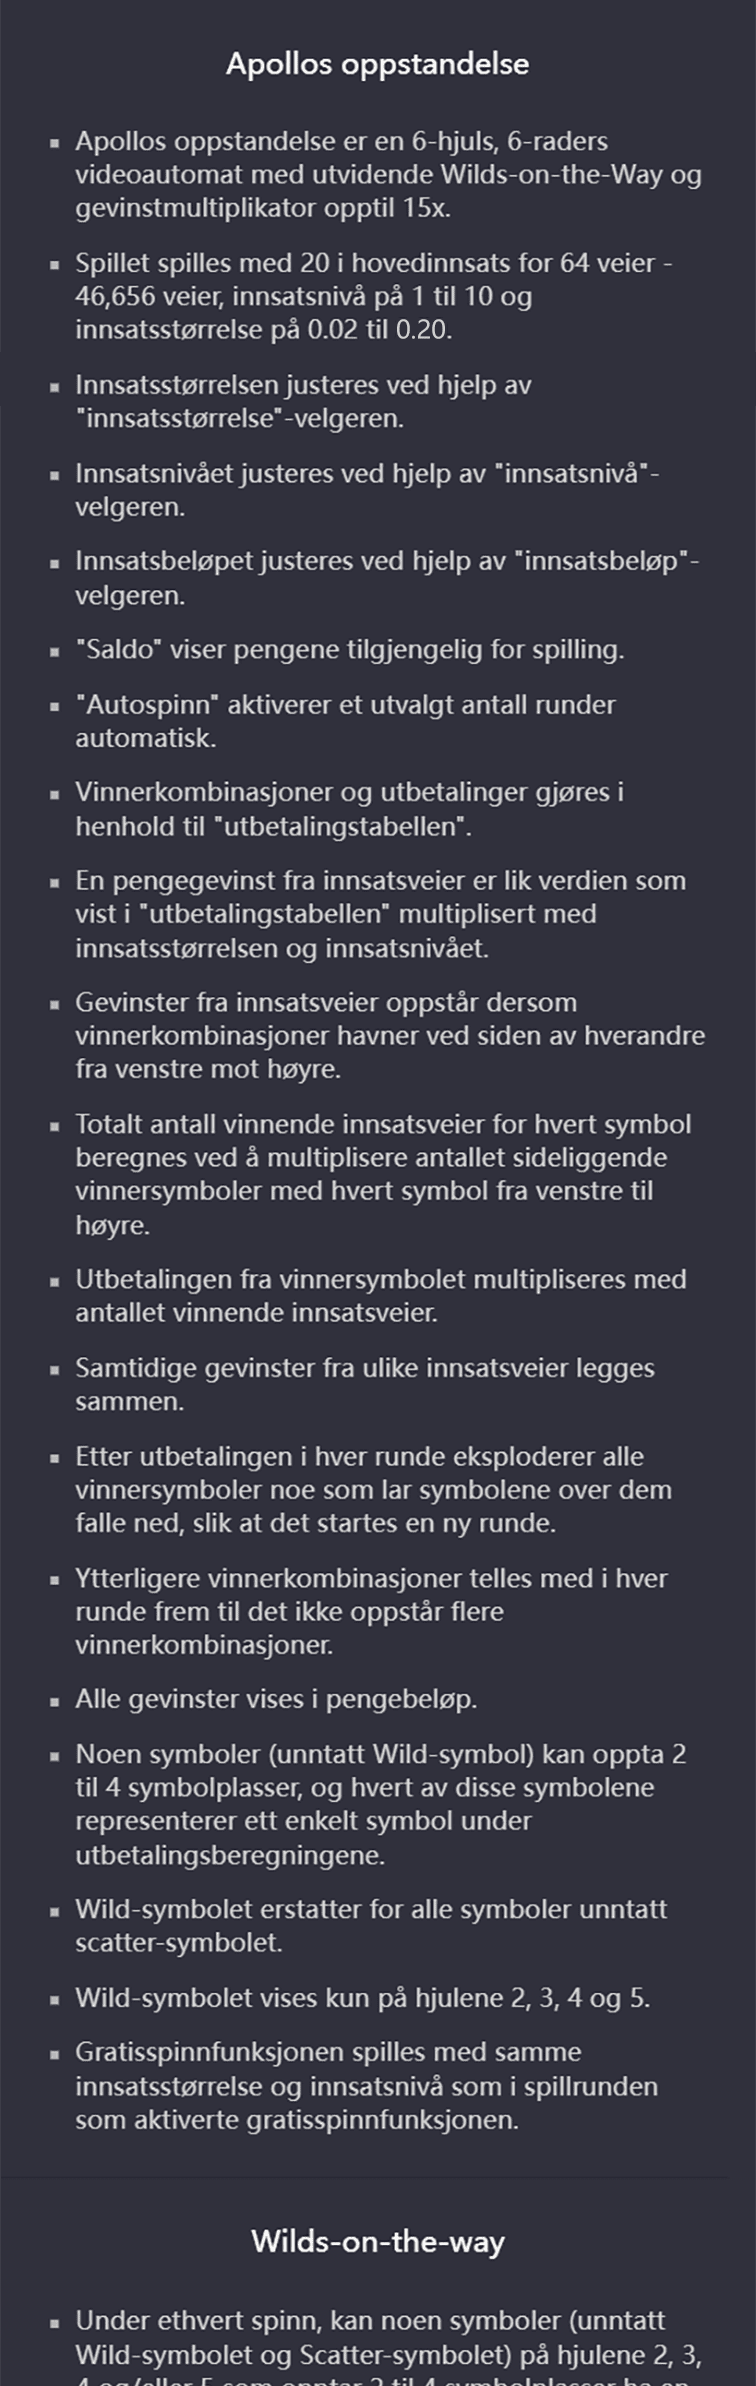 Apollos oppstandelse
▪ Apollos oppstandelse er en 6-hjuls, 6-raders
videoautomat med utvidende Wilds-on-the-Way og
gevinstmultiplikator opptil 15x.
▪ Spillet spilles med 20 i hovedinnsats for 64 veier -
46,656 veier, innsatsnivå på 1 til 10 og
innsatsstørrelse på 0.02 til 0.20.
▪ Innsatsstørrelsen justeres ved hjelp av
"innsatsstørrelse"-velgeren.
▪ Innsatsnivået justeres ved hjelp av "innsatsnivå"-
velgeren.
▪ Innsatsbeløpet justeres ved hjelp av "innsatsbeløp"-
velgeren.
▪ "Saldo" viser pengene tilgjengelig for spilling.
▪ "Autospinn" aktiverer et utvalgt antall runder
automatisk.
▪ Vinnerkombinasjoner og utbetalinger gjøres i
henhold til "utbetalingstabellen".
▪ En pengegevinst fra innsatsveier er lik verdien som
vist i "utbetalingstabellen" multiplisert med
innsatsstørrelsen og innsatsnivået.
▪ Gevinster fra innsatsveier oppstår dersom
vinnerkombinasjoner havner ved siden av hverandre
fra venstre mot høyre.
▪ Totalt antall vinnende innsatsveier for hvert symbol
beregnes ved å multiplisere antallet sideliggende
vinnersymboler med hvert symbol fra venstre til
høyre.
▪ Utbetalingen fra vinnersymbolet multipliseres med
antallet vinnende innsatsveier.
▪ Samtidige gevinster fra ulike innsatsveier legges
sammen.
▪ Etter utbetalingen i hver runde eksploderer alle
vinnersymboler noe som lar symbolene over dem
falle ned, slik at det startes en ny runde.
▪ Ytterligere vinnerkombinasjoner telles med i hver
runde frem til det ikke oppstår flere
vinnerkombinasjoner.
▪ Alle gevinster vises i pengebeløp.
▪ Noen symboler (unntatt Wild-symbol) kan oppta 2
til 4 symbolplasser, og hvert av disse symbolene
representerer ett enkelt symbol under
utbetalingsberegningene.
▪ Wild-symbolet erstatter for alle symboler unntatt
scatter-symbolet.
▪ Wild-symbolet vises kun på hjulene 2, 3, 4 og 5.
▪ Gratisspinnfunksjonen spilles med samme
innsatsstørrelse og innsatsnivå som i spillrunden
som aktiverte gratisspinnfunksjonen.
Wilds-on-the-way
▪ Under ethvert spinn, kan noen symboler (unntatt
Wild-symbolet og Scatter-symbolet) på hjulene 2, 3,
4 og/eller 5 som opptar 2 til 4 symbolplasser ha en